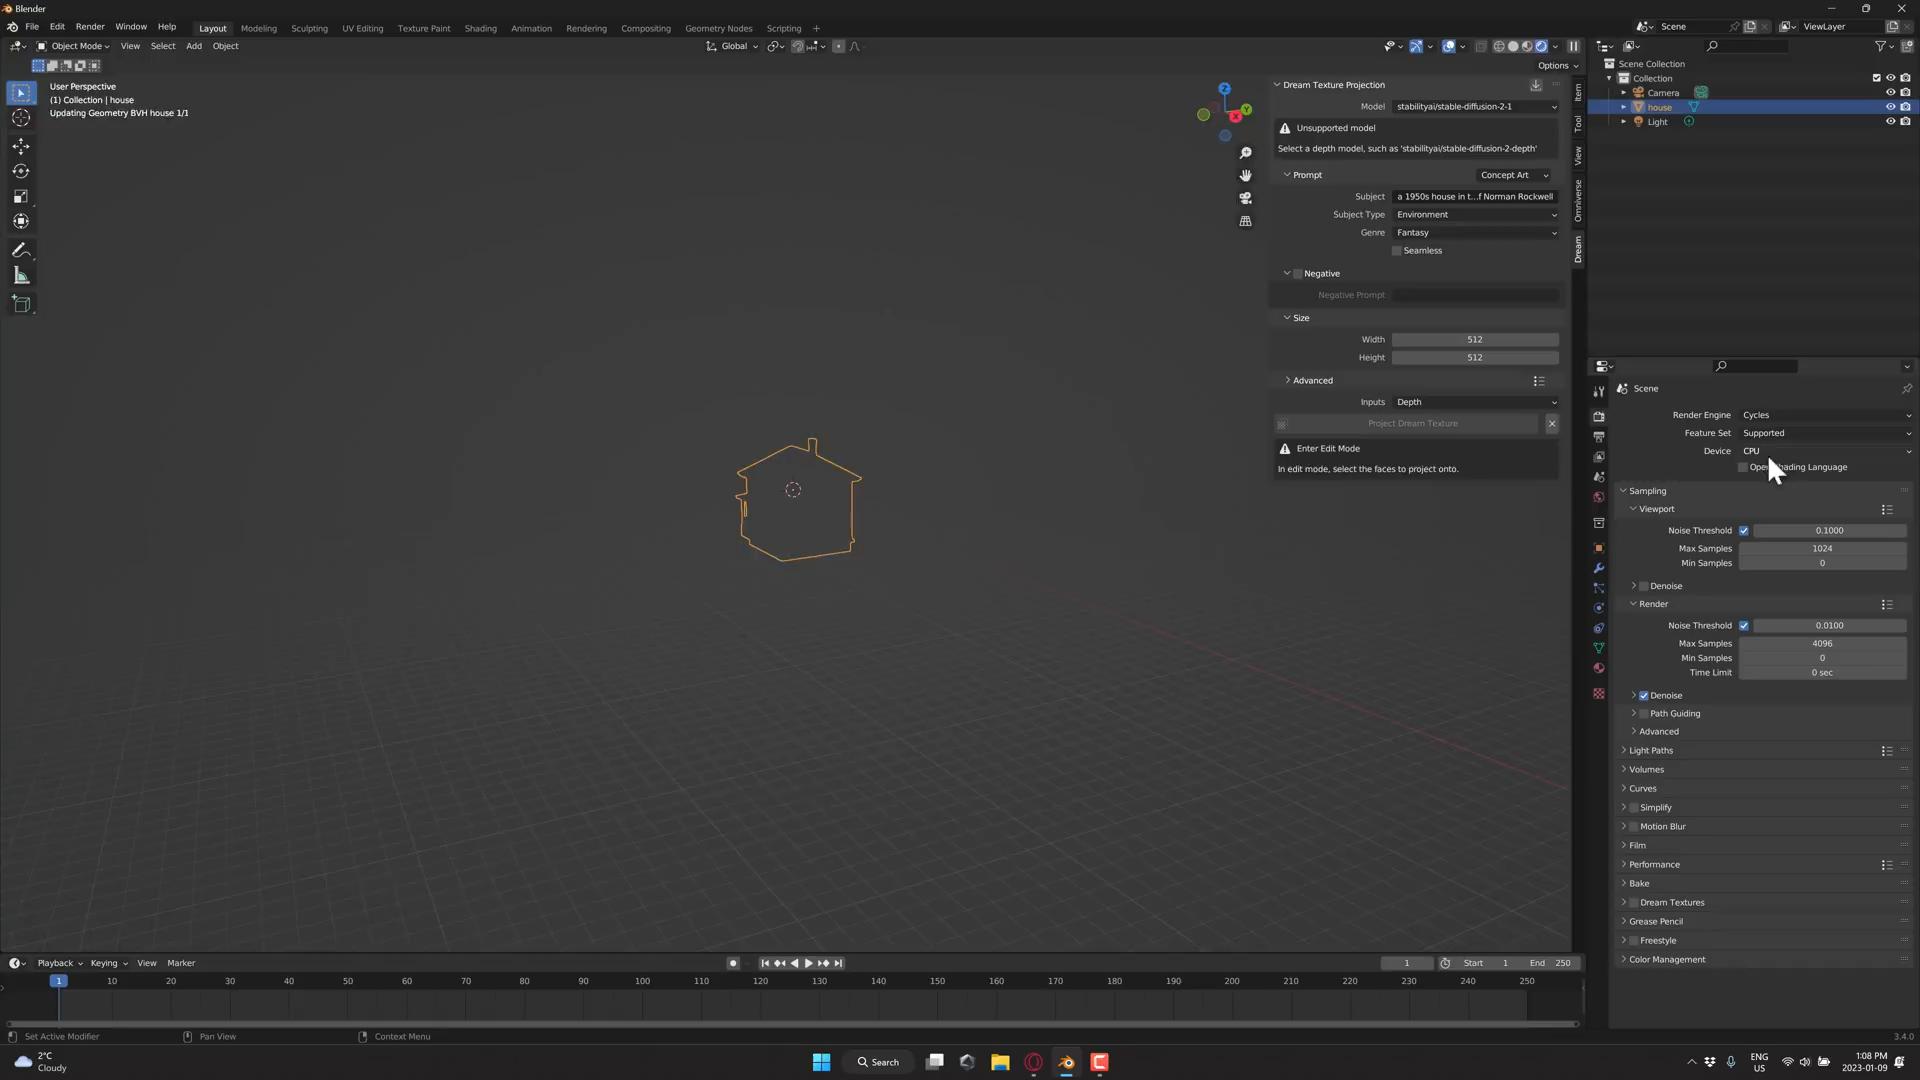 Blender
File Edit Render Window Help
Layout Modeling Sculpting UV Editing Texture Paint Shading Animation Rendering Compositing Geometry Nodes Scripting +
Scene
ViewLayer
Object Mode View Select Add Object
Global
Options
User Perspective
(1) Collection | house
Updating Geometry BVH house 1/1
Z
Y
X
Dream Texture Projection
Model stabilityai/stable-diffusion-2-1
Unsupported model
Select a depth model, such as 'stabilityai/stable-diffusion-2-depth'
Prompt Concept Art
Subject a 1950s house in t...f Norman Rockwell
Subject Type Environment
Genre Fantasy
Seamless
Negative
Negative Prompt
Size
Width 512
Height 512
Advanced
Inputs Depth
Project Dream Texture
Enter Edit Mode
In edit mode, select the faces to project onto.
Item
Tool
View
Omniverse
Dream
Scene Collection
Collection
Camera
house
Light
Scene
Render Engine Cycles
Feature Set Supported
Device CPU
Sampling
Viewport
Noise Threshold 0.1000
Max Samples 1024
Min Samples 0
Denoise
Render
Noise Threshold 0.0100
Max Samples 4096
Min Samples 0
Time Limit 0 sec
Denoise
Path Guiding
Advanced
Light Paths
Volumes
Curves
Simplify
Motion Blur
Film
Performance
Bake
Dream Textures
Grease Pencil
Freestyle
Color Management
Playback Keying View Marker
1 Start 1 End 250
1 10 20 30 40 50 60 70 80 90 100 110 120 130 140 150 160 170 180 190 200 210 220 230 240 250
Set Active Modifier Pan View Context Menu
3.4.0
2°C
Cloudy
Search
ENG
US
1:08 PM
2023-01-09